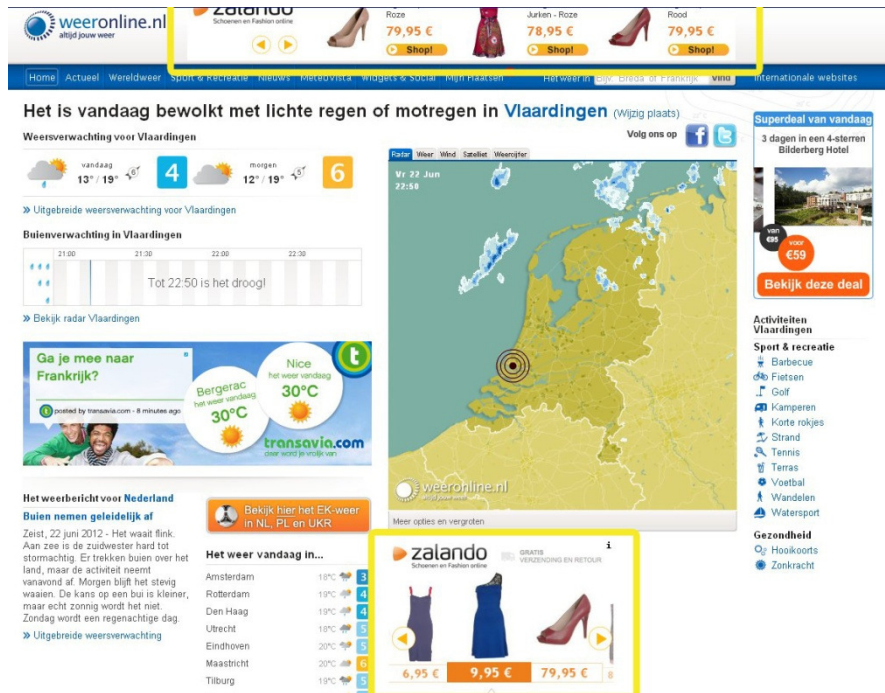 weeronline.nl
altijd jouw weer
zalando
Schoenen en Fashion online
Roze
79,95 €
Shop!
Jurken - Roze
78,95 €
Shop!
Rood
79,95 €
Shop!
Home Actueel Wereldweer Sport & Recreatie Nieuws MeteoVista Widgets & Social Mijn Plaatsen Het weer in Bijv. Breda of Frankrijk Vind Internationale websites
Het is vandaag bewolkt met lichte regen of motregen in Vlaardingen (Wijzig plaats)
Weersverwachting voor Vlaardingen
Volg ons op
vandaag
13°/19°
4
morgen
12°/19°
6
» Uitgebreide weersverwachting voor Vlaardingen
Buienverwachting in Vlaardingen
21:00 21:30 22:00 22:30
Tot 22:50 is het droog!
» Bekijk radar Vlaardingen
Ga je mee naar
Frankrijk?
posted by transavia.com - 8 minutes ago
Bergerac
het weer vandaag
30°C
Nice
het weer vandaag
30°C
transavia.com
Het weerbericht voor Nederland
Buien nemen geleidelijk af
Zeist, 22 juni 2012 - Het waait flink.
Aan zee is de zuidwester hard tot
stormachtig. Er trekken buien over het
land, maar de activiteit neemt
vanavond af. Morgen blijft het stevig
waaien. De kans op een bui is kleiner,
maar echt zonnig wordt het niet.
Zondag wordt een regenachtige dag.
» Uitgebreide weersverwachting
Bekijk hier het EK-weer
in NL, PL en UKR
Het weer vandaag in...
Amsterdam 18°C 3
Rotterdam 19°C 4
Den Haag 19°C 4
Utrecht 18°C 5
Eindhoven 20°C 5
Maastricht 20°C 6
Tilburg 19°C 5
Radar Weer Wind Satelliet Weercijfer
Vr 22 Jun
22:50
weeronline.nl
altijd jouw weer
Meer opties en vergroten
zalando
Schoenen en Fashion online
GRATIS
VERZENDING EN RETOUR
i
6,95 € 9,95 € 79,95 €
Superdeal van vandaag
3 dagen in een 4-sterren
Bilderberg Hotel
van
€95
voor
€59
Bekijk deze deal
Activiteiten
Vlaardingen
Sport & recreatie
Barbecue
Fietsen
Golf
Kamperen
Korte rokjes
Strand
Tennis
Terras
Voetbal
Wandelen
Watersport
Gezondheid
Hooikoorts
Zonkracht